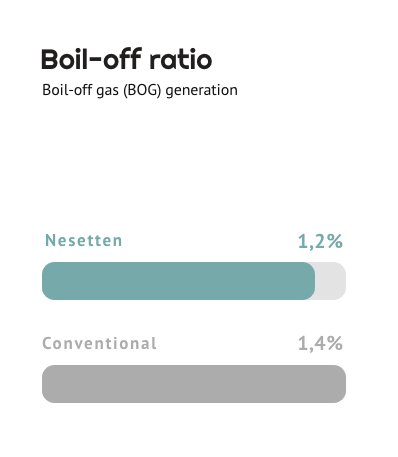 Boil-off ratio
Boil-off gas (BOG) generation
Nesetten 1,2%
Conventional 1,4%